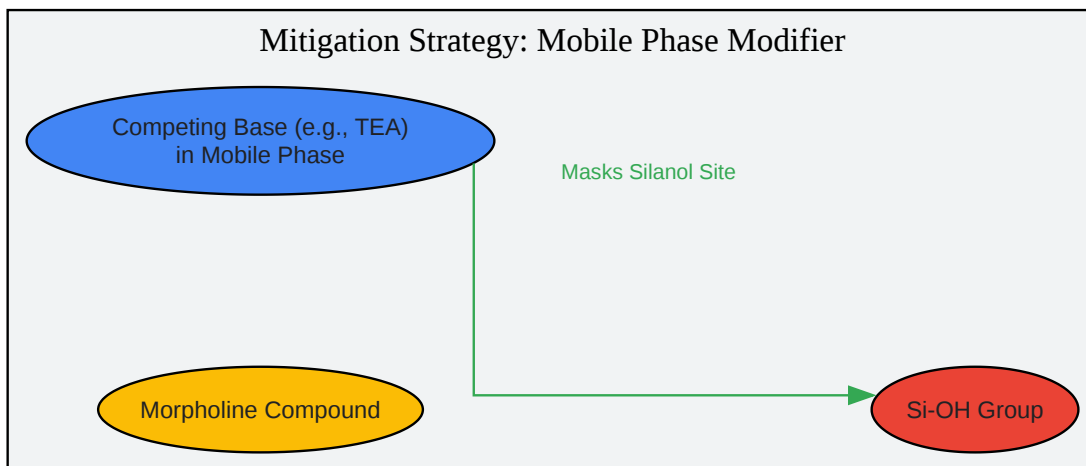 Mitigation Strategy: Mobile Phase Modifier
Competing Base (e.g., TEA)
in Mobile Phase
Masks Silanol Site
Morpholine Compound
Si-OH Group